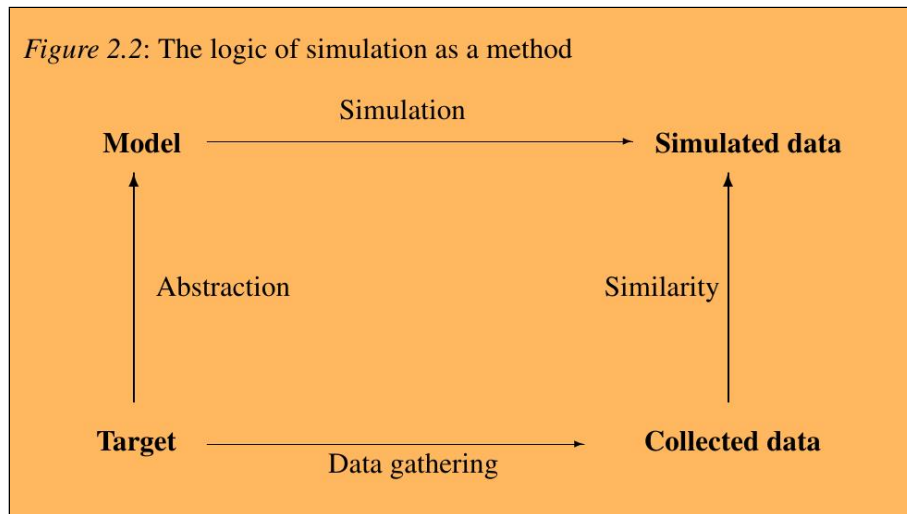 Figure 2.2: The logic of simulation as a method
Simulation
Model
Simulated data
Abstraction
Similarity
Target
Collected data
Data gathering